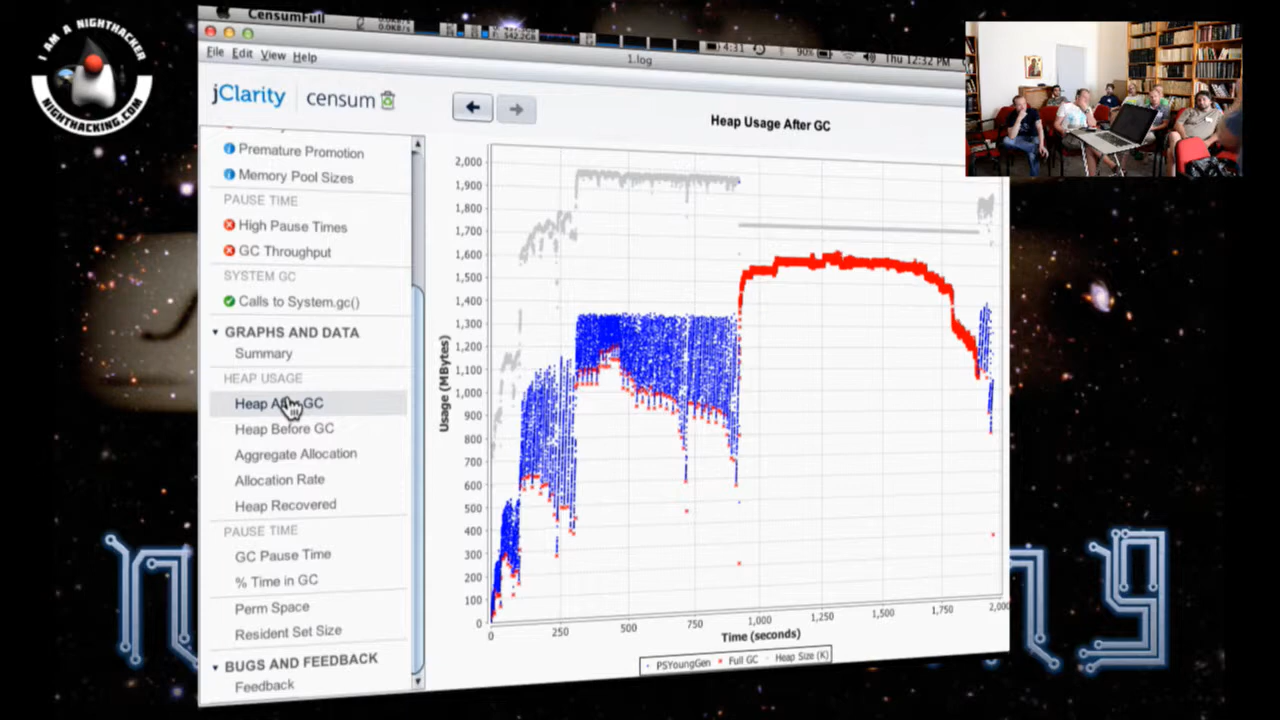 I AM A NIGHTHACKER
NIGHTHACKING.COM
CensumFull
0.0KB/s
4:31
90%
Thu 12:32 PM
File Edit View Help
1.log
jClarity censum
Heap Usage After GC
Premature Promotion
Memory Pool Sizes
PAUSE TIME
High Pause Times
GC Throughput
SYSTEM GC
Calls to System.gc()
GRAPHS AND DATA
Summary
HEAP USAGE
Heap After GC
Heap Before GC
Aggregate Allocation
Allocation Rate
Heap Recovered
PAUSE TIME
GC Pause Time
% Time in GC
Perm Space
Resident Set Size
BUGS AND FEEDBACK
Feedback
Usage (MBytes)
2,000
1,900
1,800
1,700
1,600
1,500
1,400
1,300
1,200
1,100
1,000
900
800
700
600
500
400
300
200
100
0
0 250 500 750 1,000 1,250 1,500 1,750 2,000
Time (seconds)
PSYoungGen Full GC Heap Size (K)